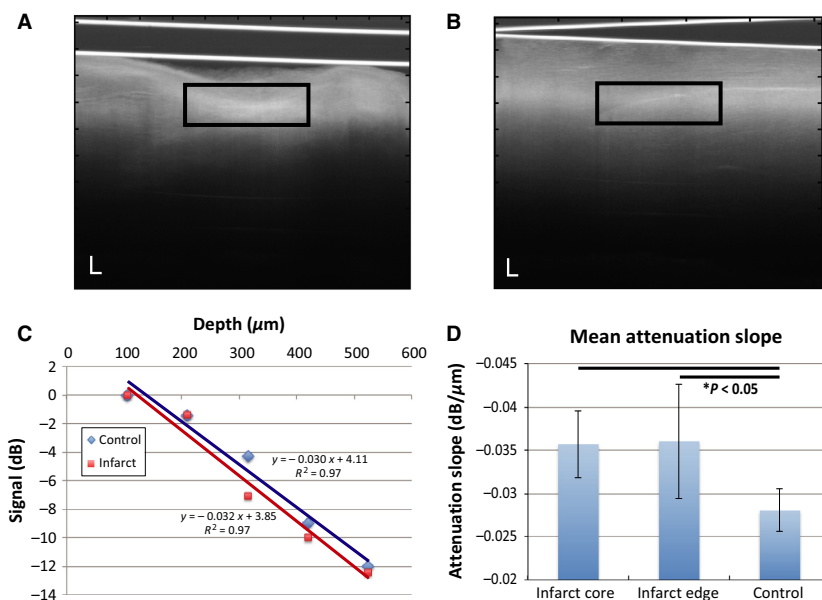 A
B
L
L
C
Depth (µm)
0 100 200 300 400 500 600
2
0
−2
−4
−6
−8
−10
−12
−14
Signal (dB)
Control
Infarct
y = − 0.030 x + 4.11
R² = 0.97
y = − 0.032 x + 3.85
R² = 0.97
D
Mean attenuation slope
−0.045
−0.04
−0.035
−0.03
−0.025
−0.02
Attenuation slope (dB/µm)
*P < 0.05
Infarct core Infarct edge Control